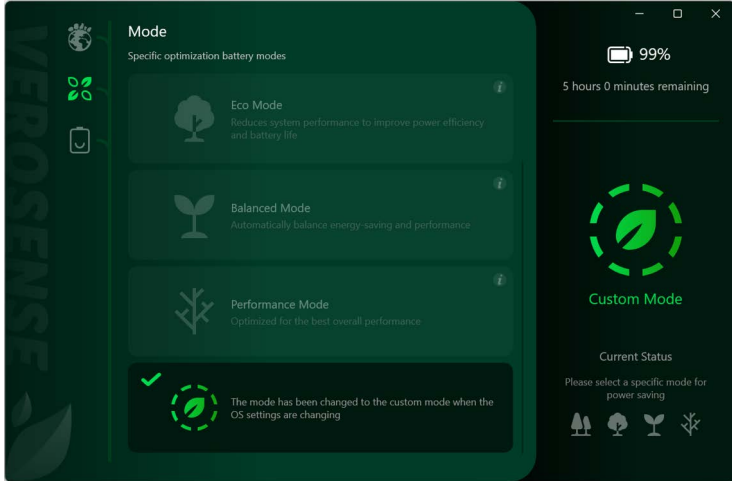 VEROSENSE
Mode
Specific optimization battery modes
Eco Mode
Reduces system performance to improve power efficiency
and battery life
Balanced Mode
Automatically balance energy-saving and performance
Performance Mode
Optimized for the best overall performance
The mode has been changed to the custom mode when the
OS settings are changing
99%
5 hours 0 minutes remaining
Custom Mode
Current Status
Please select a specific mode for
power saving